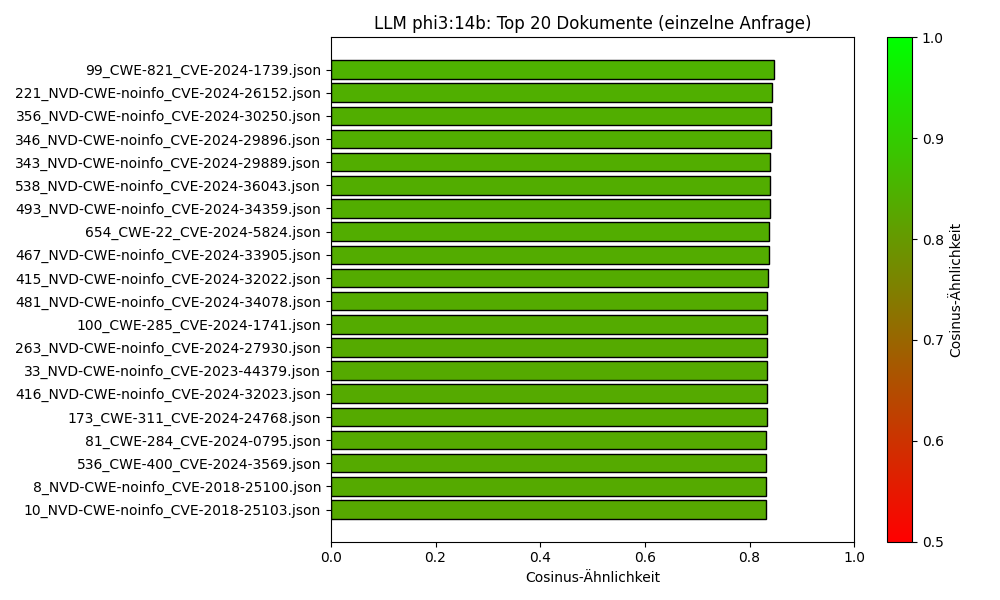 LLM phi3:14b: Top 20 Dokumente (einzelne Anfrage)
99_CWE-821_CVE-2024-1739.json
221_NVD-CWE-noinfo_CVE-2024-26152.json
356_NVD-CWE-noinfo_CVE-2024-30250.json
346_NVD-CWE-noinfo_CVE-2024-29896.json
343_NVD-CWE-noinfo_CVE-2024-29889.json
538_NVD-CWE-noinfo_CVE-2024-36043.json
493_NVD-CWE-noinfo_CVE-2024-34359.json
654_CWE-22_CVE-2024-5824.json
467_NVD-CWE-noinfo_CVE-2024-33905.json
415_NVD-CWE-noinfo_CVE-2024-32022.json
481_NVD-CWE-noinfo_CVE-2024-34078.json
100_CWE-285_CVE-2024-1741.json
263_NVD-CWE-noinfo_CVE-2024-27930.json
33_NVD-CWE-noinfo_CVE-2023-44379.json
416_NVD-CWE-noinfo_CVE-2024-32023.json
173_CWE-311_CVE-2024-24768.json
81_CWE-284_CVE-2024-0795.json
536_CWE-400_CVE-2024-3569.json
8_NVD-CWE-noinfo_CVE-2018-25100.json
10_NVD-CWE-noinfo_CVE-2018-25103.json
0.0 0.2 0.4 0.6 0.8 1.0
Cosinus-Ähnlichkeit
1.0
0.9
0.8
0.7
0.6
0.5
Cosinus-Ähnlichkeit